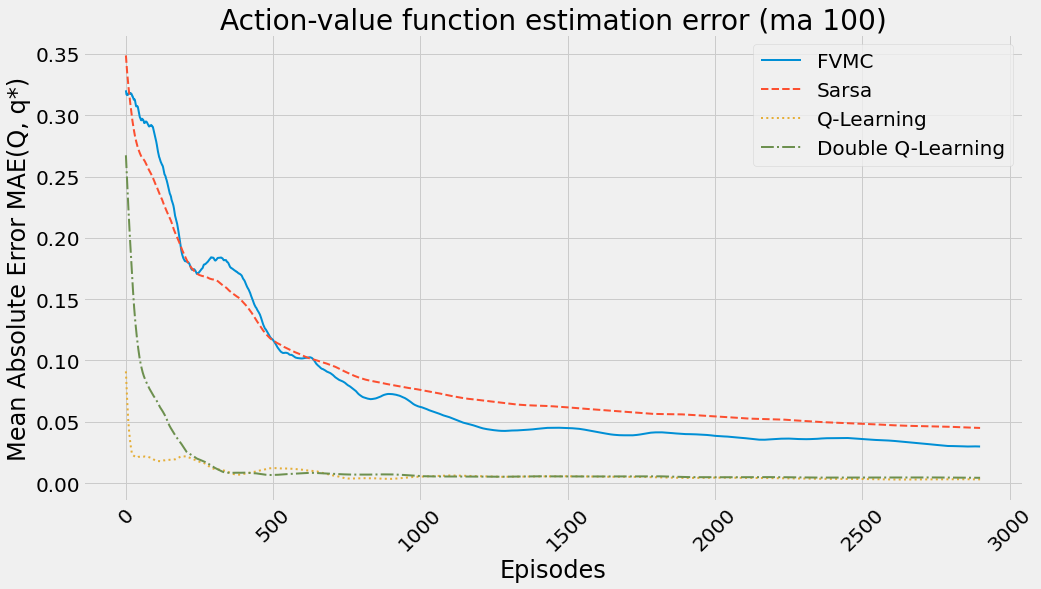 Action-value function estimation error (ma 100)
Mean Absolute Error MAE(Q, q*)
0.35
0.30
0.25
0.20
0.15
0.10
0.05
0.00
FVMC
Sarsa
Q-Learning
Double Q-Learning
0
500
1000
1500
2000
2500
3000
Episodes